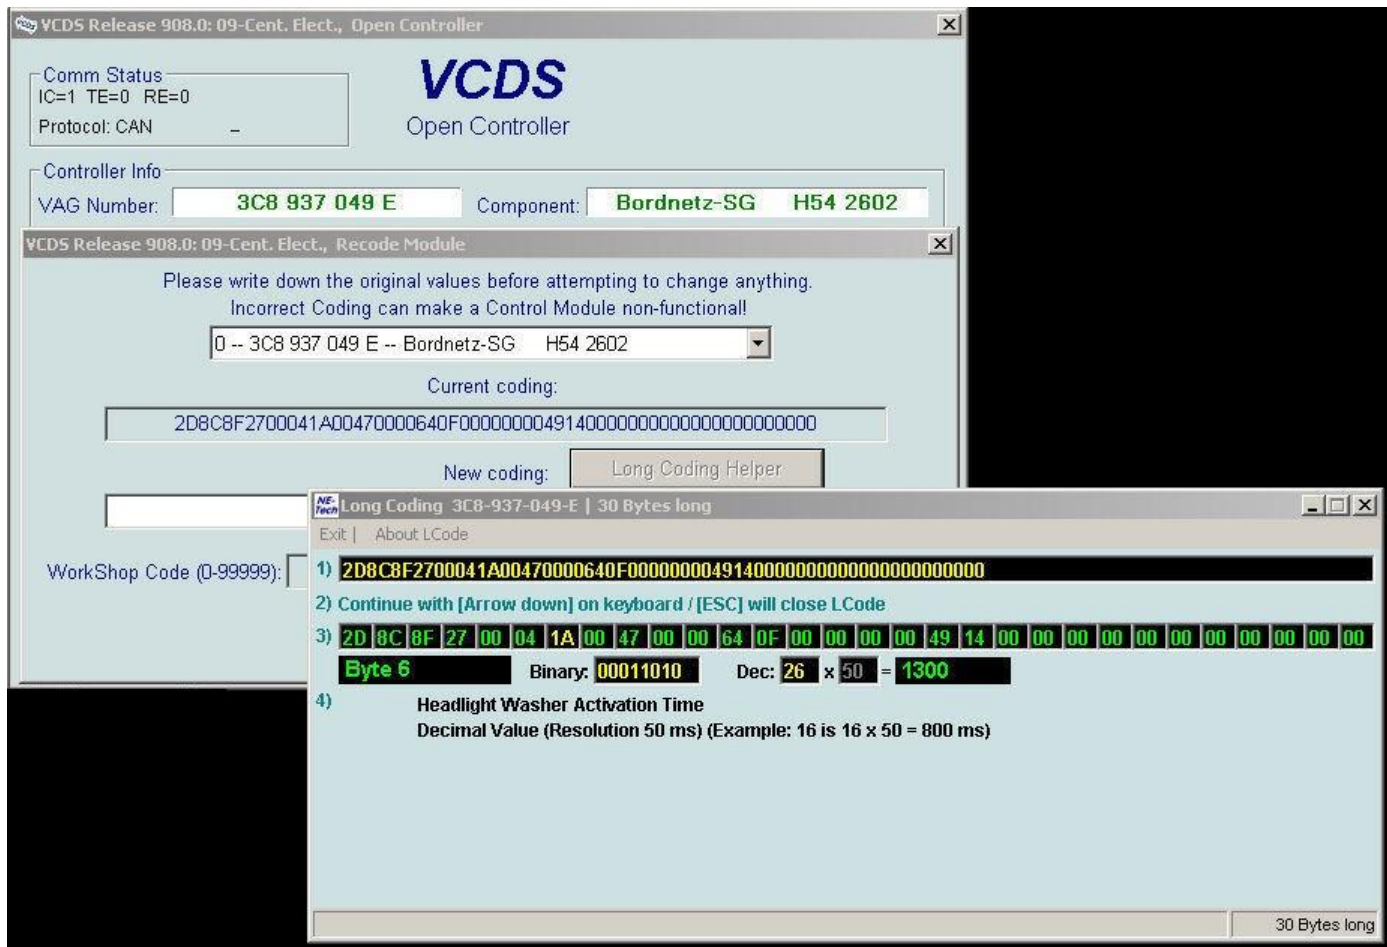 VCDS Release 908.0: 09-Cent. Elect., Open Controller
Comm Status
IC=1 TE=0 RE=0
Protocol: CAN –
VCDS
Open Controller
Controller Info
VAG Number: 3C8 937 049 E Component: Bordnetz-SG H54 2602
VCDS Release 908.0: 09-Cent. Elect., Recode Module
Please write down the original values before attempting to change anything.
Incorrect Coding can make a Control Module non-functional!
0 -- 3C8 937 049 E -- Bordnetz-SG H54 2602
Current coding:
2D8C8F2700041A00470000640F00000000491400000000000000000000
New coding: Long Coding Helper
WorkShop Code (0-99999):
NE-Tech Long Coding 3C8-937-049-E | 30 Bytes long
Exit | About LCode
1) 2D8C8F2700041A00470000640F00000000491400000000000000000000
2) Continue with [Arrow down] on keyboard / [ESC] will close LCode
3) 2D 8C 8F 27 00 04 1A 00 47 00 00 64 0F 00 00 00 00 49 14 00 00 00 00 00 00 00 00 00 00 00
Byte 6 Binary: 00011010 Dec: 26 x 50 = 1300
4) Headlight Washer Activation Time
Decimal Value (Resolution 50 ms) (Example: 16 is 16 x 50 = 800 ms)
30 Bytes long